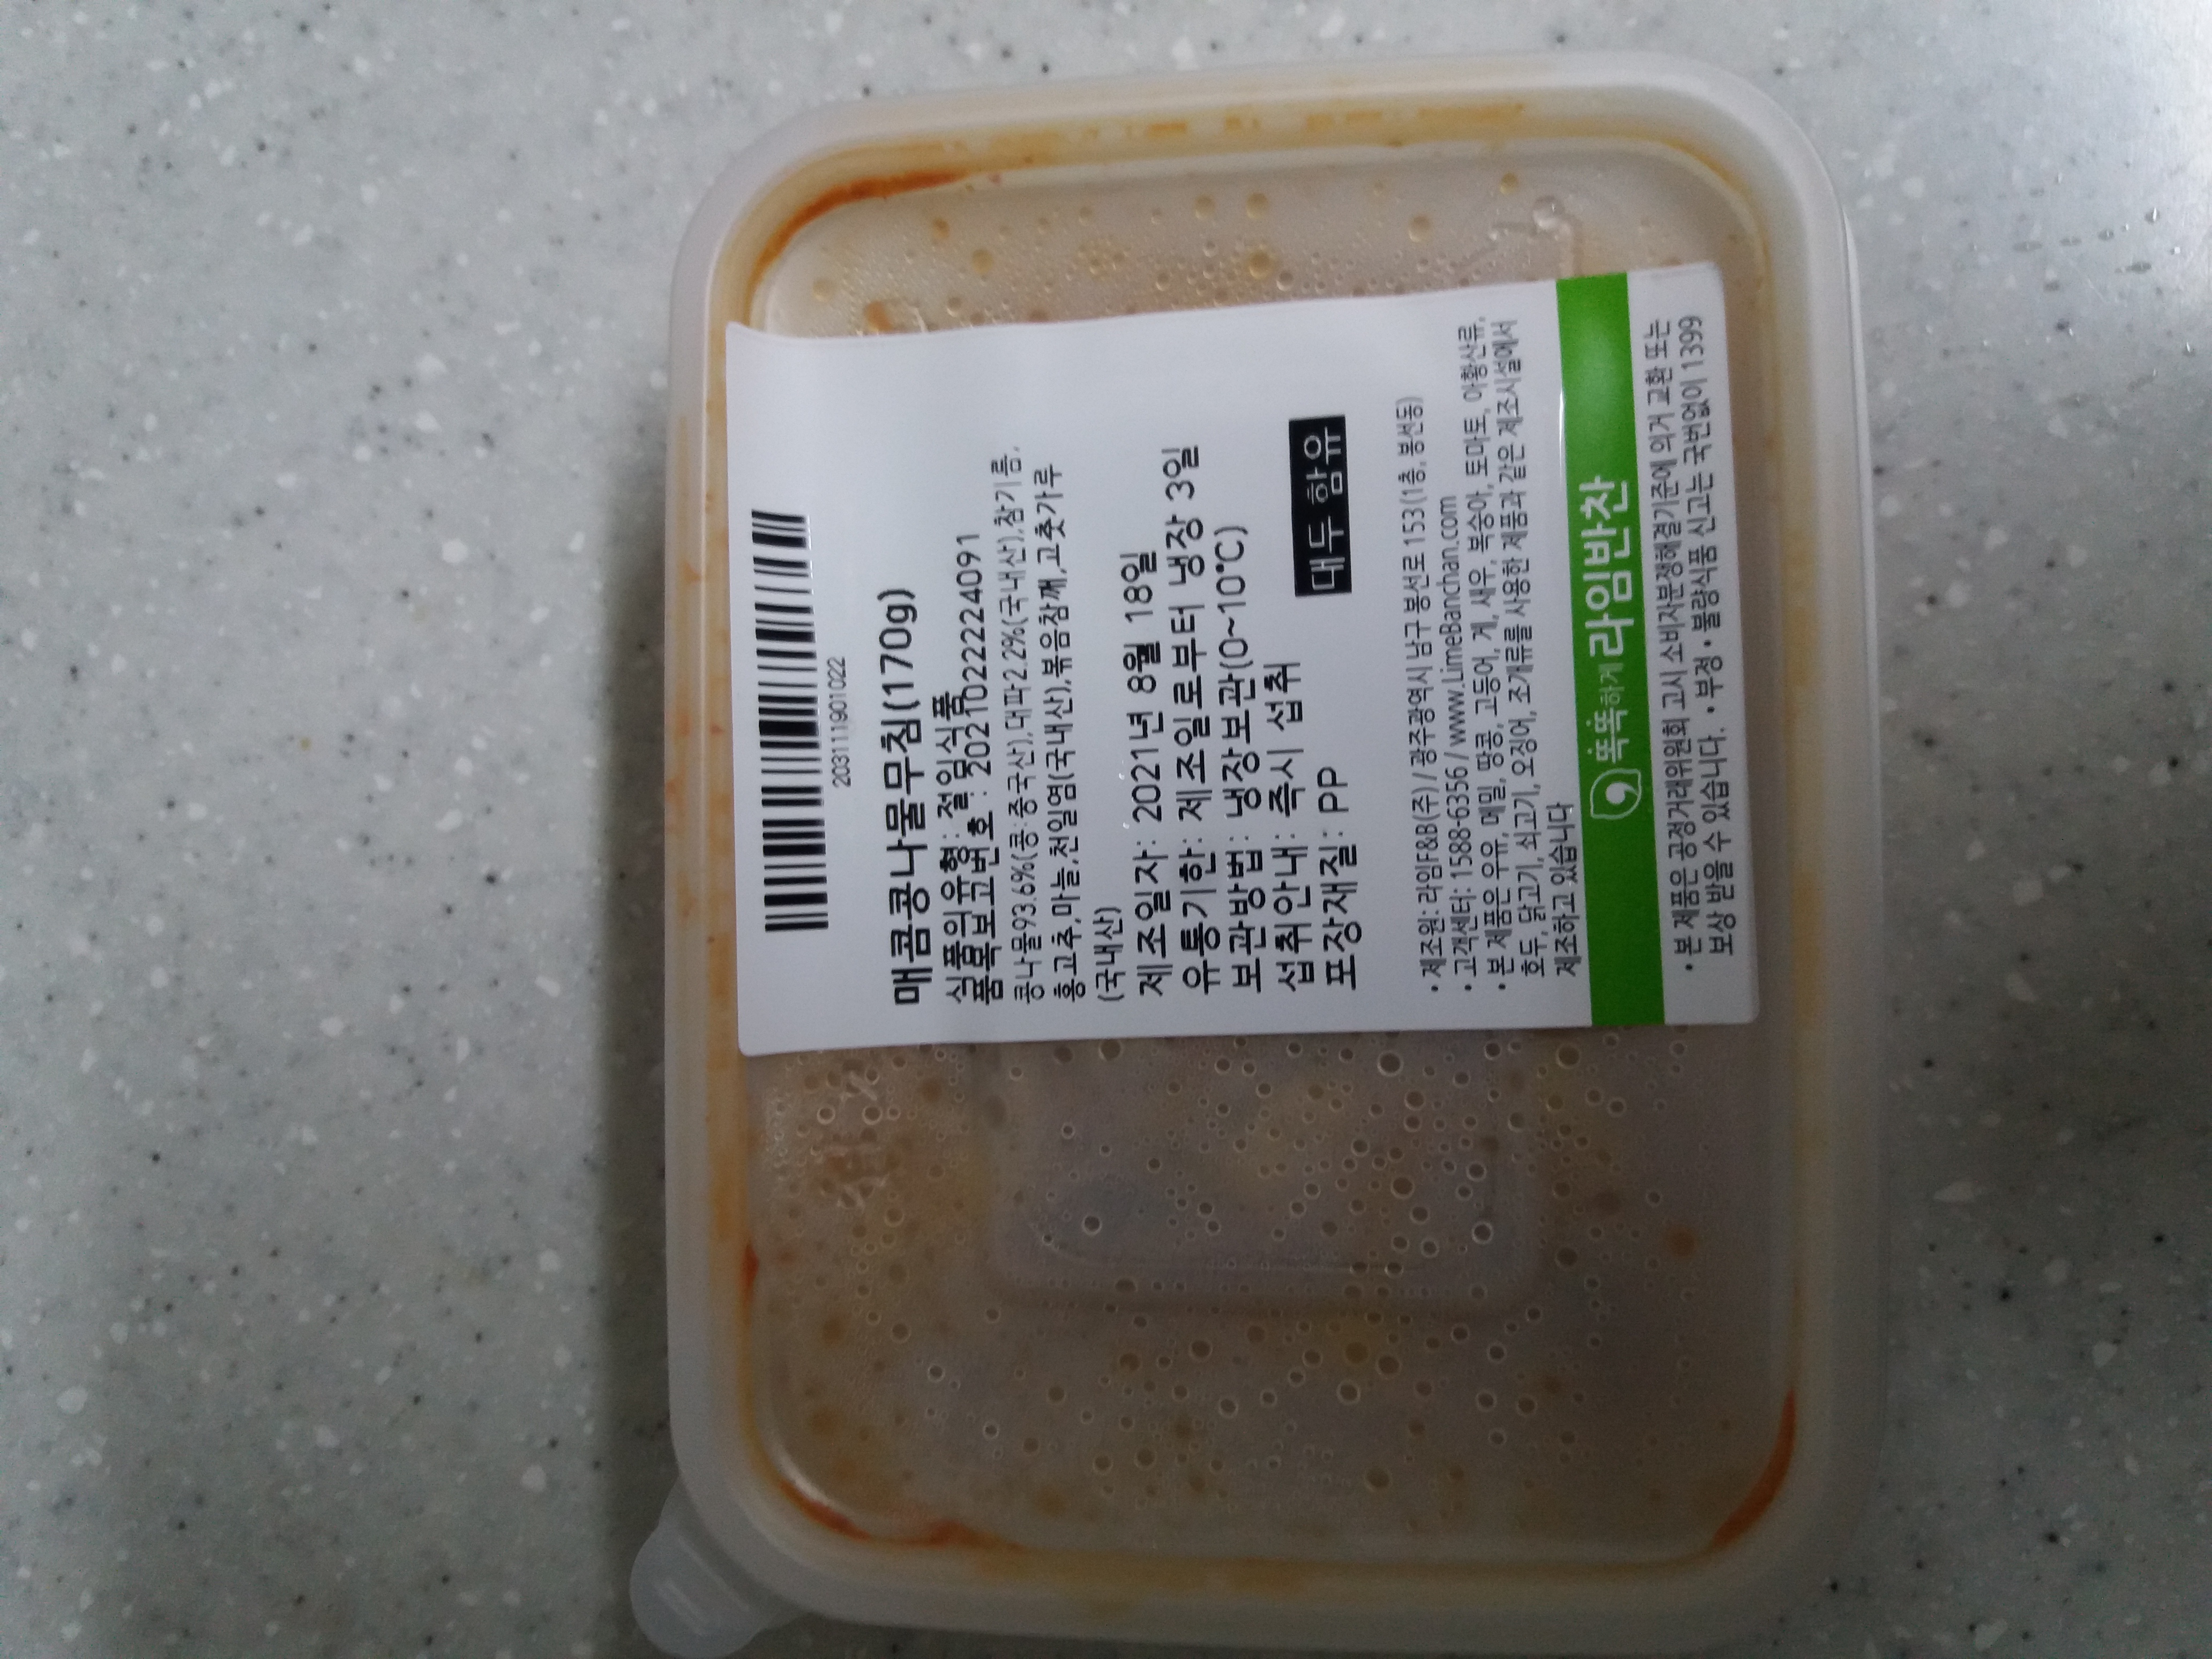 203111901022
매콤콩나물무침(170g)
식품의유형: 절임식품
품목보고번호 : 20210222224091
콩나물93.6%(콩:중국산),대파2.2%(국내산),참기름,
홍고추,마늘,천일염(국내산),볶음참깨,고춧가루
(국내산)
제조일자: 2021년 8월 18일
유통기한: 제조일로부터 냉장 3일
보관방법: 냉장보관(0~10℃)
섭취안내: 즉시 섭취
포장재질: PP
대두 함유
• 제조원: 라임F&B(주) / 광주광역시 남구 봉선로 153(1층, 봉선동)
• 고객센터: 1588-6356 / www.LimeBanchan.com
• 본 제품은 우유, 메밀, 땅콩, 고등어, 게, 새우, 복숭아, 토마토, 아황산류,
호두, 닭고기, 쇠고기, 오징어, 조개류를 사용한 제품과 같은 제조시설에서
제조하고 있습니다
똑똑하게 라임반찬
• 본 제품은 공정거래위원회 고시 소비자분쟁해결기준에 의거 교환 또는
보상 받을 수 있습니다. • 부정 • 불량식품 신고는 국번없이 1399